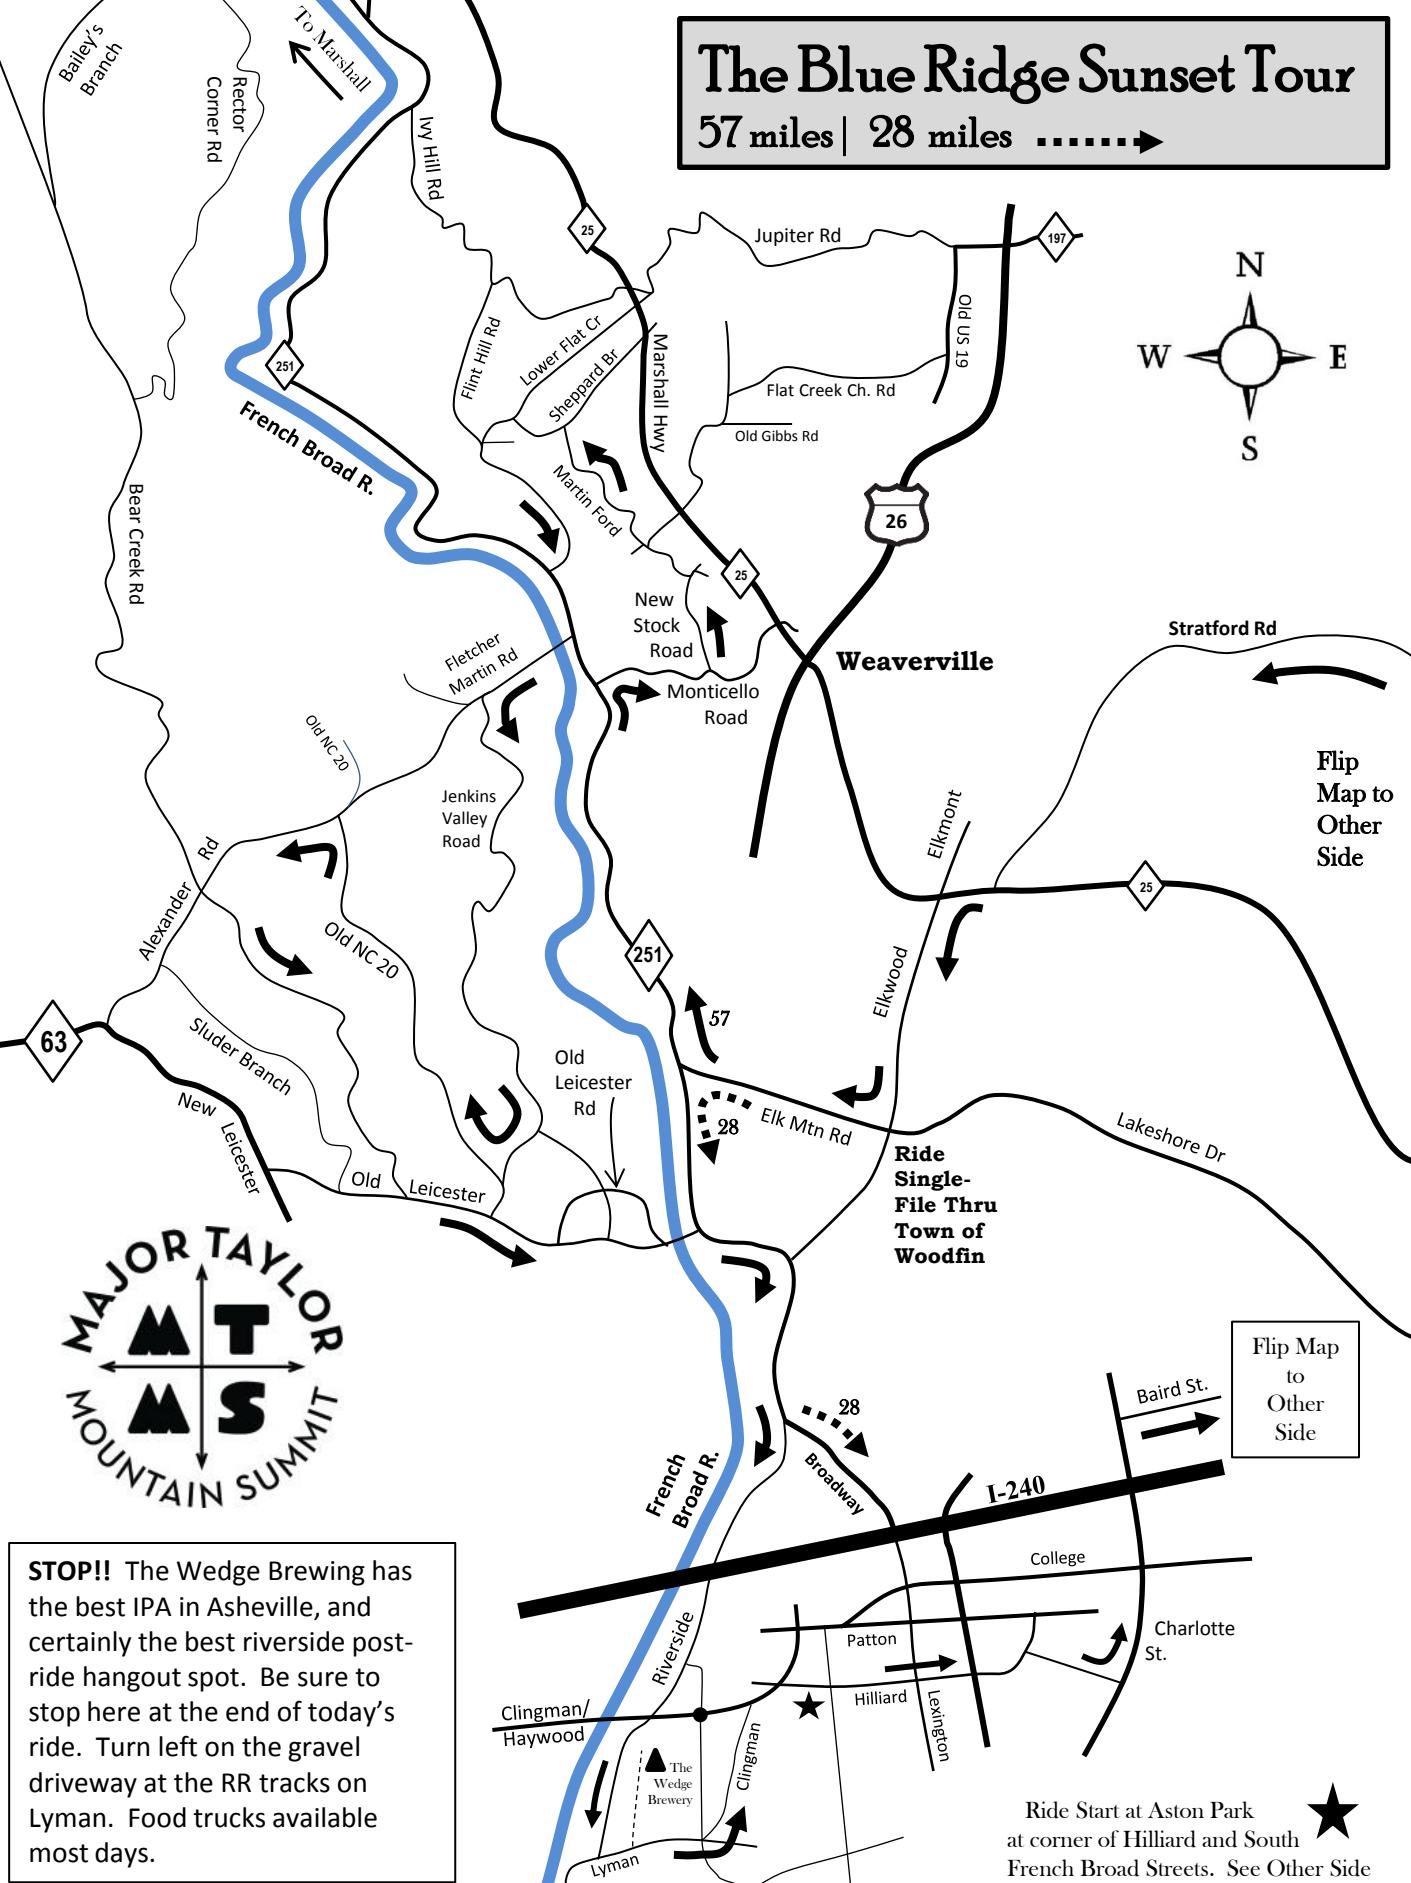 The Blue Ridge Sunset Tour
57 miles| 28 miles
To Marshall
Bailey's
Branch
Rector
Corner Rd
Ivy Hill Rd
25
Jupiter Rd
197
N
W
E
S
Old US 19
251
Flint Hill Rd
Lower Flat Cr
Sheppard Br
Marshall Hwy
Flat Creek Ch. Rd
Old Gibbs Rd
French Broad R.
Bear Creek Rd
Martin Ford
26
25
New
Stock
Road
Weaverville
Stratford Rd
Fletcher
Martin Rd
Monticello
Road
Old NC 20
Flip
Map to
Other
Side
Jenkins
Valley
Road
Elkmont
Alexander
Rd
25
Old NC 20
251
Elkwood
57
63
Sluder Branch
Old
Leicester
Rd
New
Leicester
28
Elk Mtn Rd
Lakeshore Dr
Ride
Single-
File Thru
Town of
Woodfin
Old
Leicester
MAJOR TAYLOR
M T
M S
MOUNTAIN SUMMIT
Flip Map
to
Other
Side
Baird St.
28
French
Broad R.
Broadway
I-240
College
STOP!! The Wedge Brewing has
the best IPA in Asheville, and
certainly the best riverside post-
ride hangout spot. Be sure to
stop here at the end of today's
ride. Turn left on the gravel
driveway at the RR tracks on
Lyman. Food trucks available
most days.
Riverside
Patton
Charlotte
St.
Clingman/
Haywood
Hilliard
Lexington
Clingman
The
Wedge
Brewery
Lyman
Ride Start at Aston Park
at corner of Hilliard and South
French Broad Streets. See Other Side